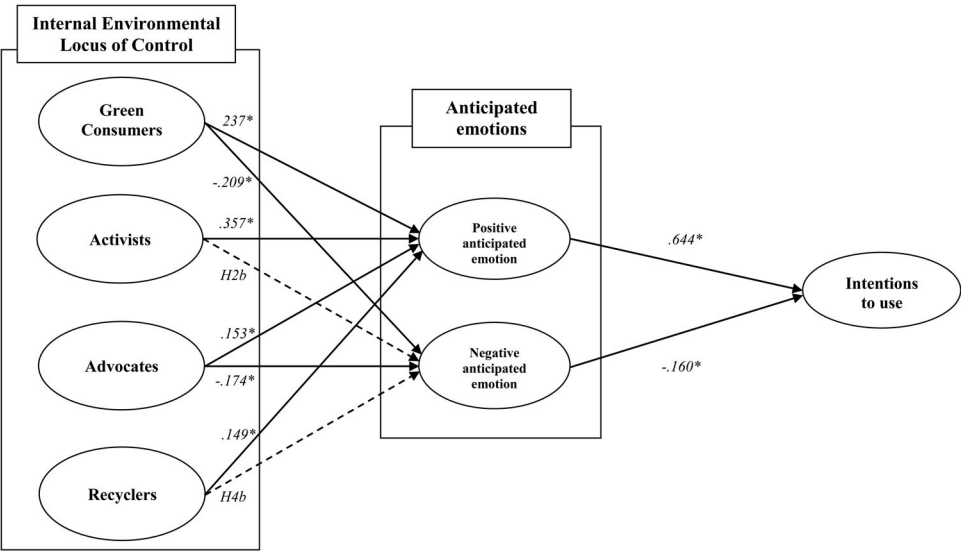 Internal Environmental
Locus of Control
Green
Consumers
Activists
Advocates
Recyclers
237*
-.209*
.357*
H2b
.153*
-.174*
.149*
H4b
Anticipated
emotions
Positive
anticipated
emotion
Negative
anticipated
emotion
.644*
-.160*
Intentions
to use